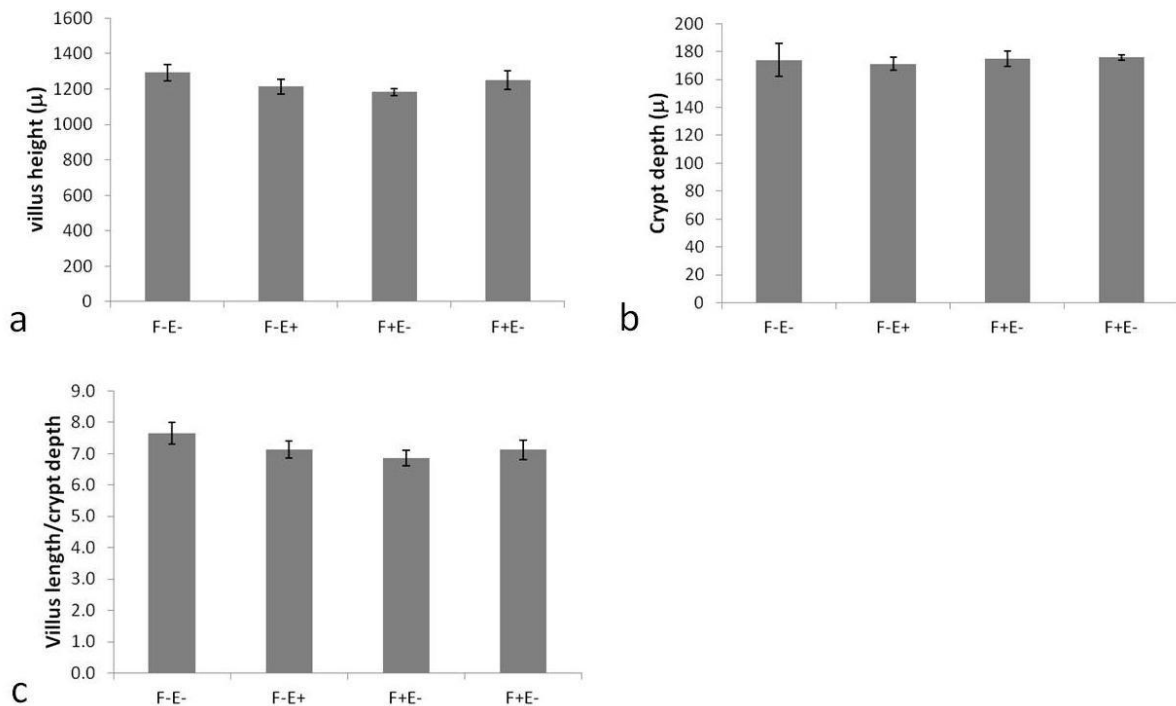 villus height (μ)
1600
1400
1200
1000
800
600
400
200
0
F-E-
F-E+
F+E-
F+E-
a
Crypt depth (μ)
200
180
160
140
120
100
80
60
40
20
0
F-E-
F-E+
F+E-
F+E-
b
Villus length/crypt depth
9.0
8.0
7.0
6.0
5.0
4.0
3.0
2.0
1.0
0.0
F-E-
F-E+
F+E-
F+E-
c